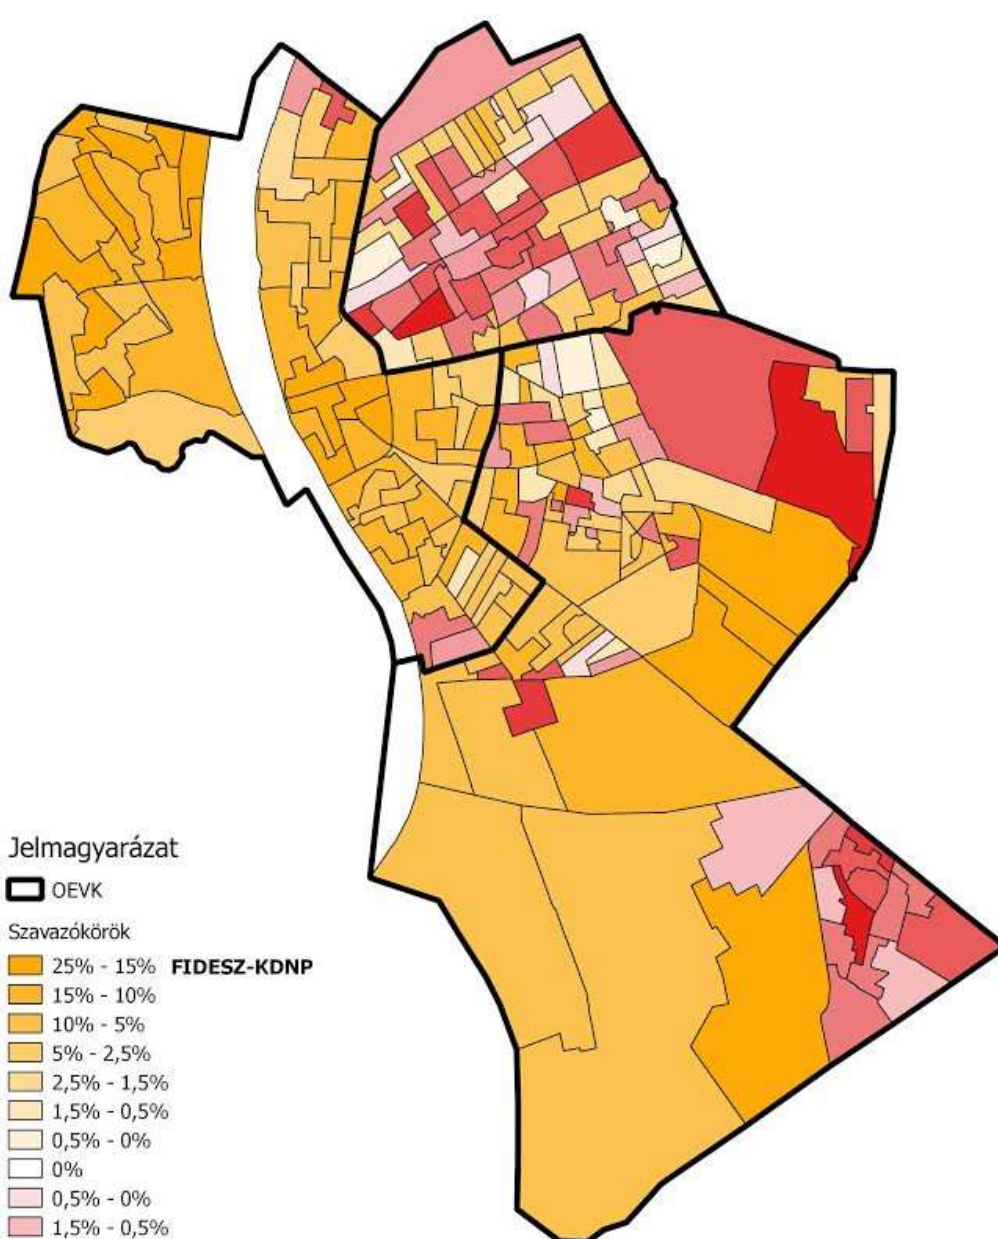 Jelmagyarázat
OEVK
Szavazókörök
25% - 15% FIDESZ-KDNP
15% - 10%
10% - 5%
5% - 2,5%
2,5% - 1,5%
1,5% - 0,5%
0,5% - 0%
0%
0,5% - 0%
1,5% - 0,5%